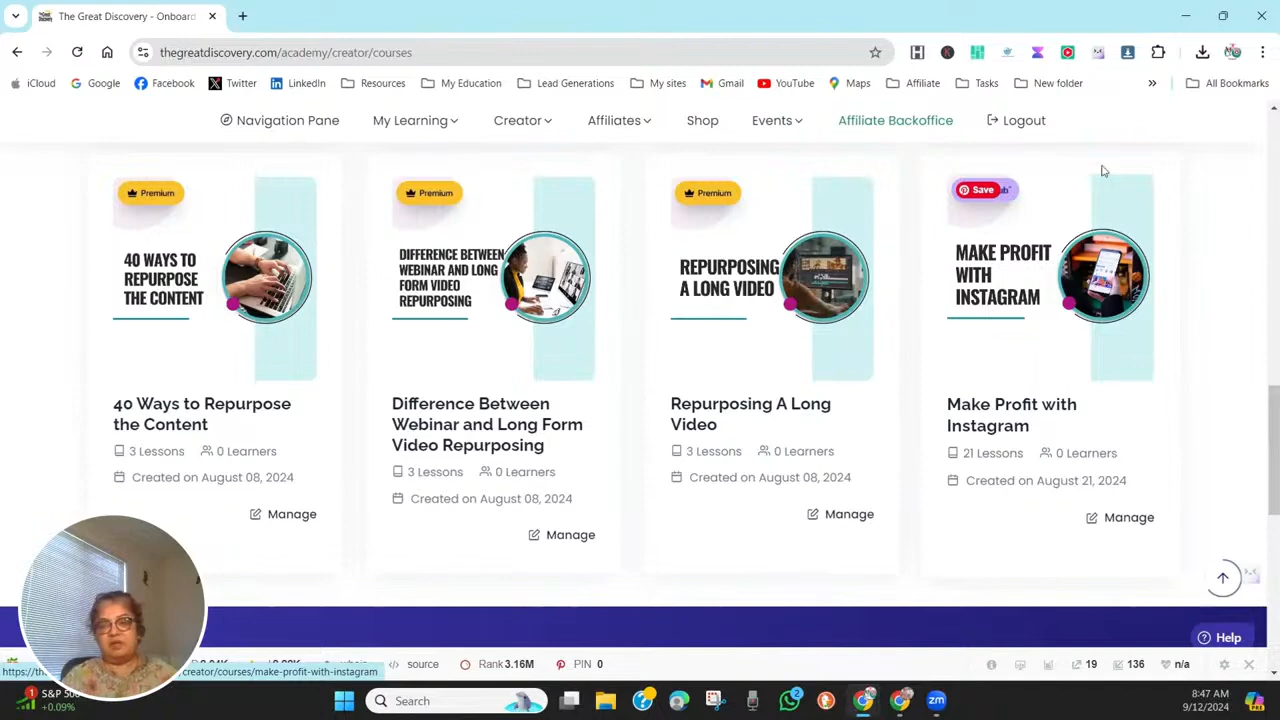 The Great Discovery - Onboard
thegreatdiscovery.com/academy/creator/courses
iCloud Google Facebook Twitter LinkedIn Resources My Education Lead Generations My sites Gmail YouTube Maps Affiliate Tasks New folder All Bookmarks
Navigation Pane My Learning Creator Affiliates Shop Events Affiliate Backoffice Logout
Premium
40 WAYS TO
REPURPOSE
THE CONTENT
40 Ways to Repurpose
the Content
3 Lessons 0 Learners
Created on August 08, 2024
Manage
Premium
DIFFERENCE BETWEEN
WEBINAR AND LONG
FORM VIDEO
REPURPOSING
Difference Between
Webinar and Long Form
Video Repurposing
3 Lessons 0 Learners
Created on August 08, 2024
Manage
Premium
REPURPOSING
A LONG VIDEO
Repurposing A Long
Video
3 Lessons 0 Learners
Created on August 08, 2024
Manage
Save
MAKE PROFIT
WITH
INSTAGRAM
Make Profit with
Instagram
21 Lessons 0 Learners
Created on August 21, 2024
Manage
Help
source Rank 3.16M PIN 0 19 136 n/a
creator/courses/make-profit-with-instagram
S&P 500
+0.09%
Search
8:47 AM
9/12/2024